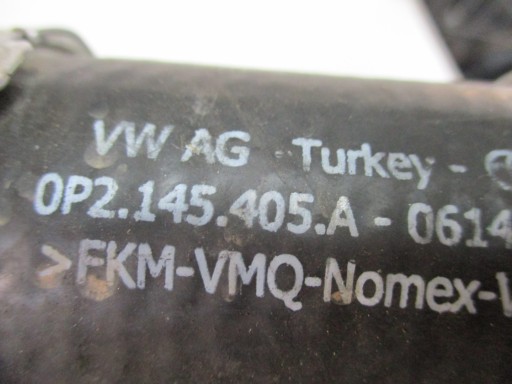 VW AG - Turkey -
0P2.145.405.A - 0614
>FKM-VMQ-Nomex-V